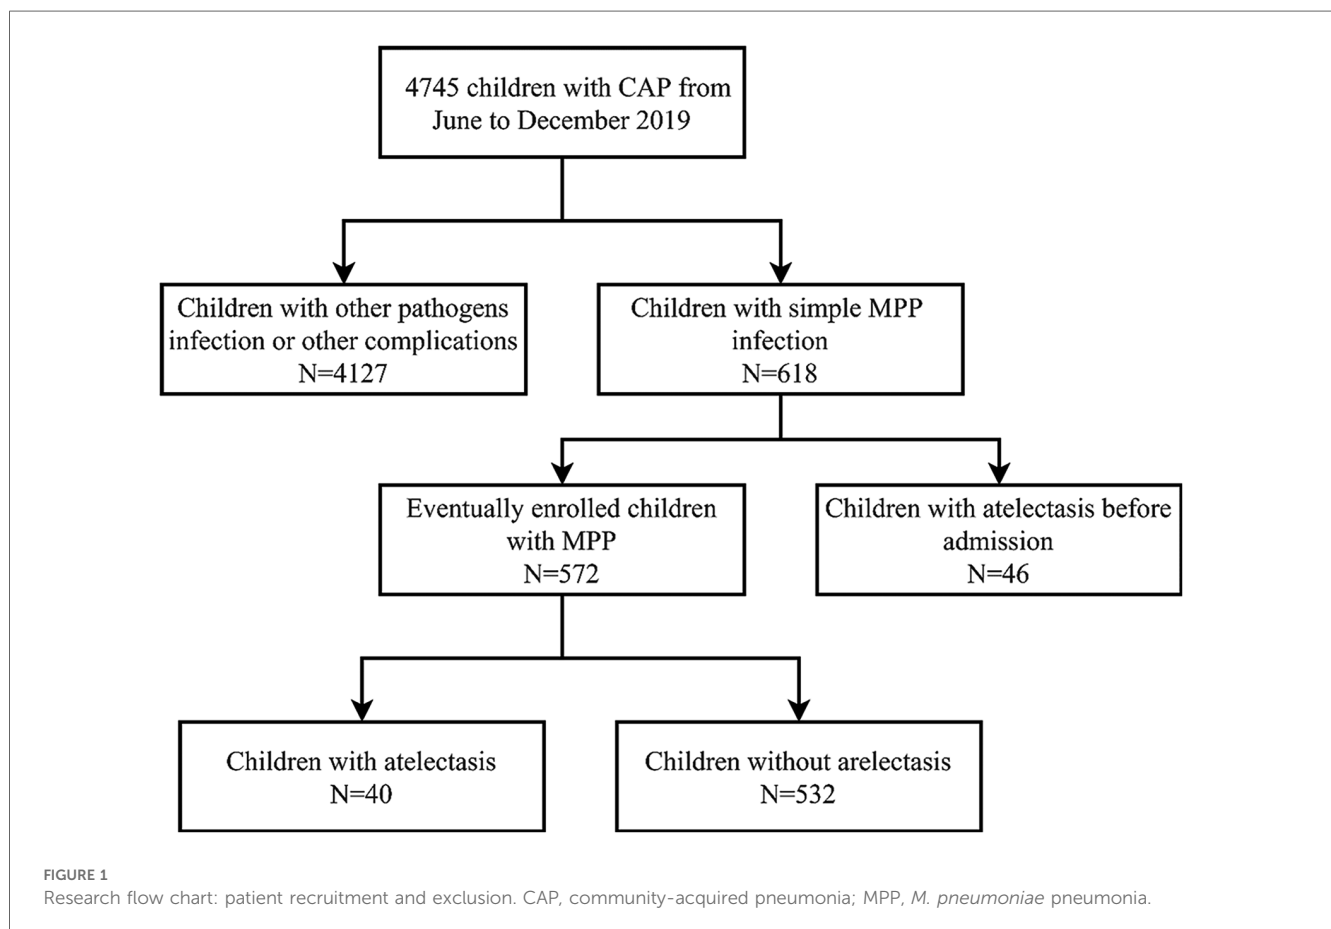 4745 children with CAP from
June to December 2019
Children with other pathogens
infection or other complications
N=4127
Children with simple MPP
infection
N=618
Eventually enrolled children
with MPP
N=572
Children with atelectasis before
admission
N=46
Children with atelectasis
N=40
Children without arelectasis
N=532
FIGURE 1
Research flow chart: patient recruitment and exclusion. CAP, community-acquired pneumonia; MPP, M. pneumoniae pneumonia.